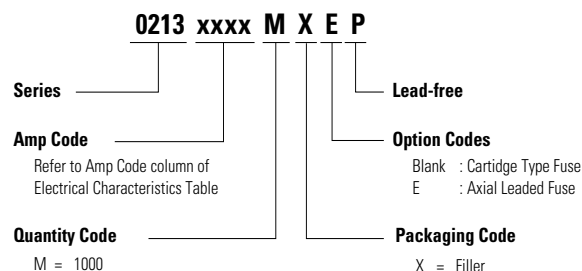 0213 xxxx M X E P
Series
Lead-free
Amp Code
Refer to Amp Code column of
Electrical Characteristics Table
Option Codes
Blank : Cartidge Type Fuse
E : Axial Leaded Fuse
Quantity Code
M = 1000
Packaging Code
X = Filler